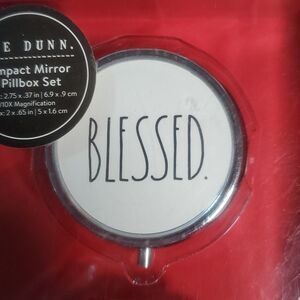 E DUNN.
mpact Mirror
Pillbox Set
: 2.75 x .37 in | 6.9 x .9 cm
/10X Magnification
x: 2 x .65 in | 5 x 1.6 cm
BLESSED.